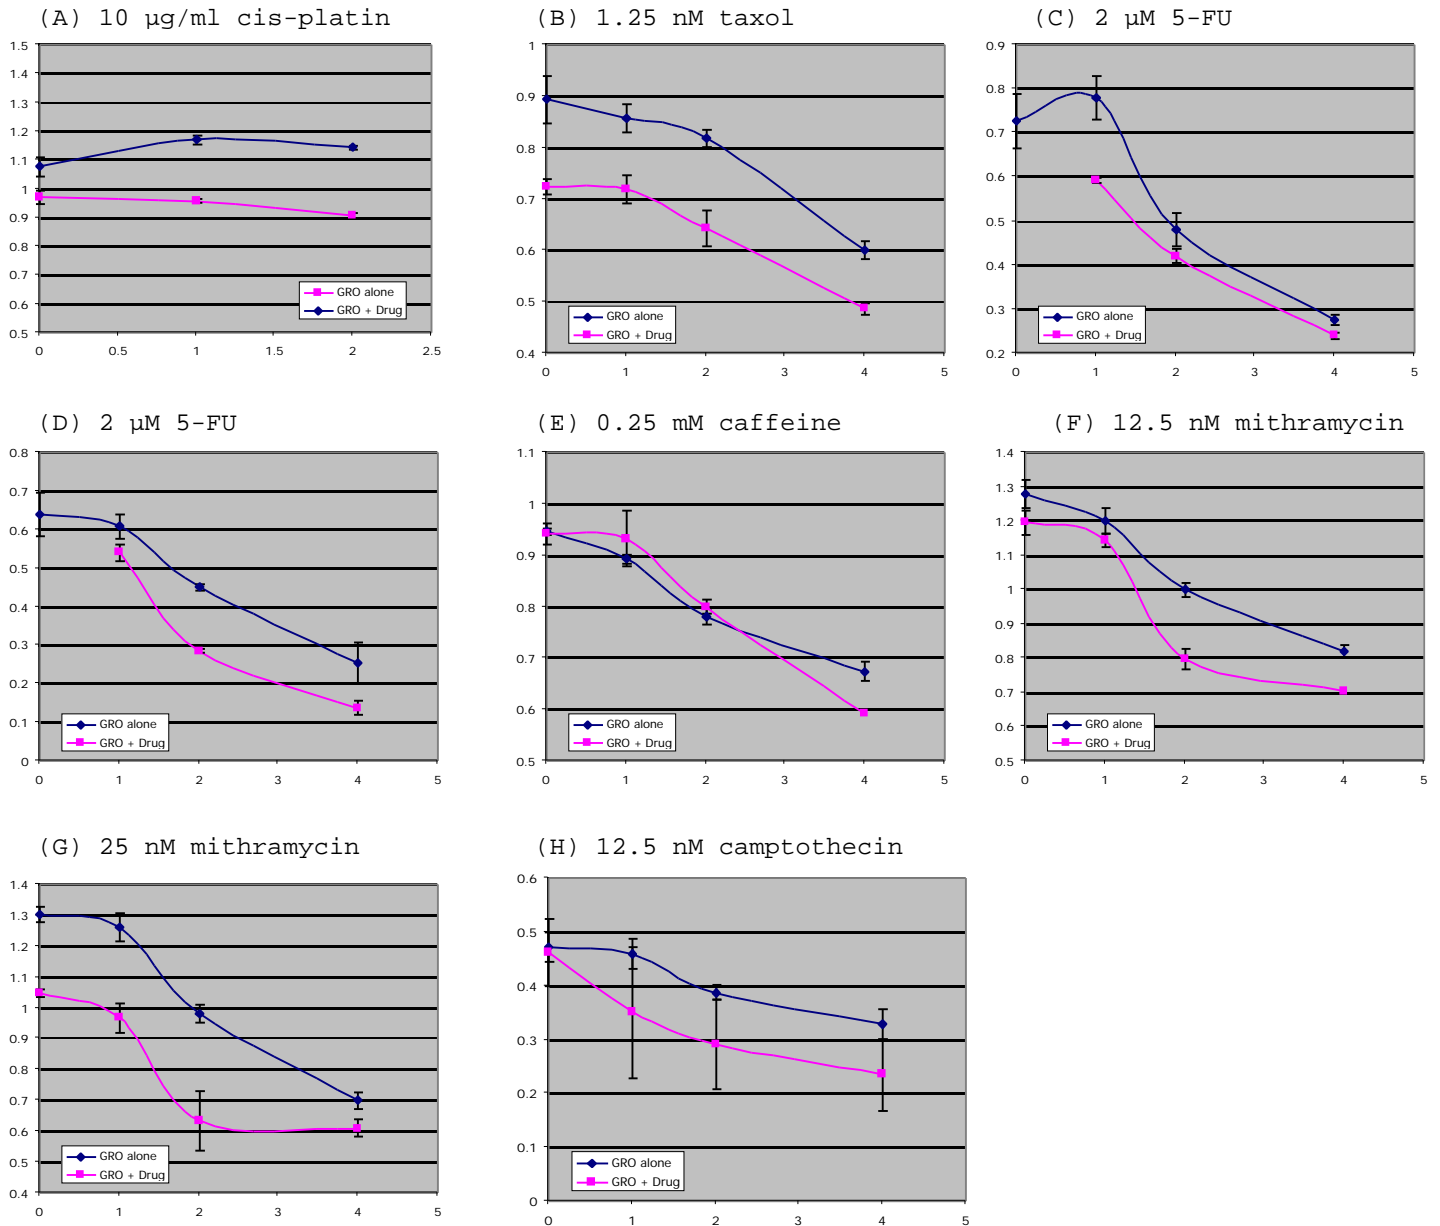 (A) 10 µg/ml cis-platin
1.5
1.4
1.3
1.2
1.1
1
0.9
0.8
0.7
0.6
0.5
GRO alone
GRO + Drug
0 0.5 1 1.5 2 2.5
(B) 1.25 nM taxol
1
0.9
0.8
0.7
0.6
0.5
0.4
GRO alone
GRO + Drug
0 1 2 3 4 5
(C) 2 µM 5-FU
0.9
0.8
0.7
0.6
0.5
0.4
0.3
0.2
GRO alone
GRO + Drug
0 1 2 3 4 5
(D) 2 µM 5-FU
0.8
0.7
0.6
0.5
0.4
0.3
0.2
0.1
0
GRO alone
GRO + Drug
0 1 2 3 4 5
(E) 0.25 mM caffeine
1.1
1
0.9
0.8
0.7
0.6
0.5
GRO alone
GRO + Drug
0 1 2 3 4 5
(F) 12.5 nM mithramycin
1.4
1.3
1.2
1.1
1
0.9
0.8
0.7
0.6
0.5
GRO alone
GRO + Drug
0 1 2 3 4 5
(G) 25 nM mithramycin
1.4
1.3
1.2
1.1
1
0.9
0.8
0.7
0.6
0.5
0.4
GRO alone
GRO + Drug
0 1 2 3 4 5
(H) 12.5 nM camptothecin
0.6
0.5
0.4
0.3
0.2
0.1
0
GRO alone
GRO + Drug
0 1 2 3 4 5